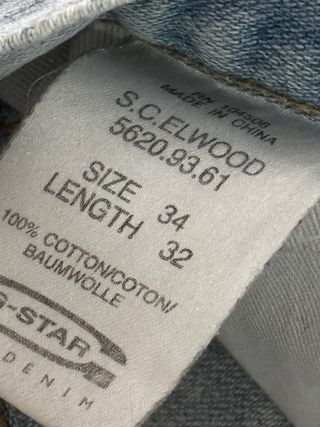 MADE IN CHINA
S.C.ELWOOD
5620.93.61
SIZE 34
LENGTH 32
100% COTTON/COTON/
BAUMWOLLE
G-STAR
DENIM